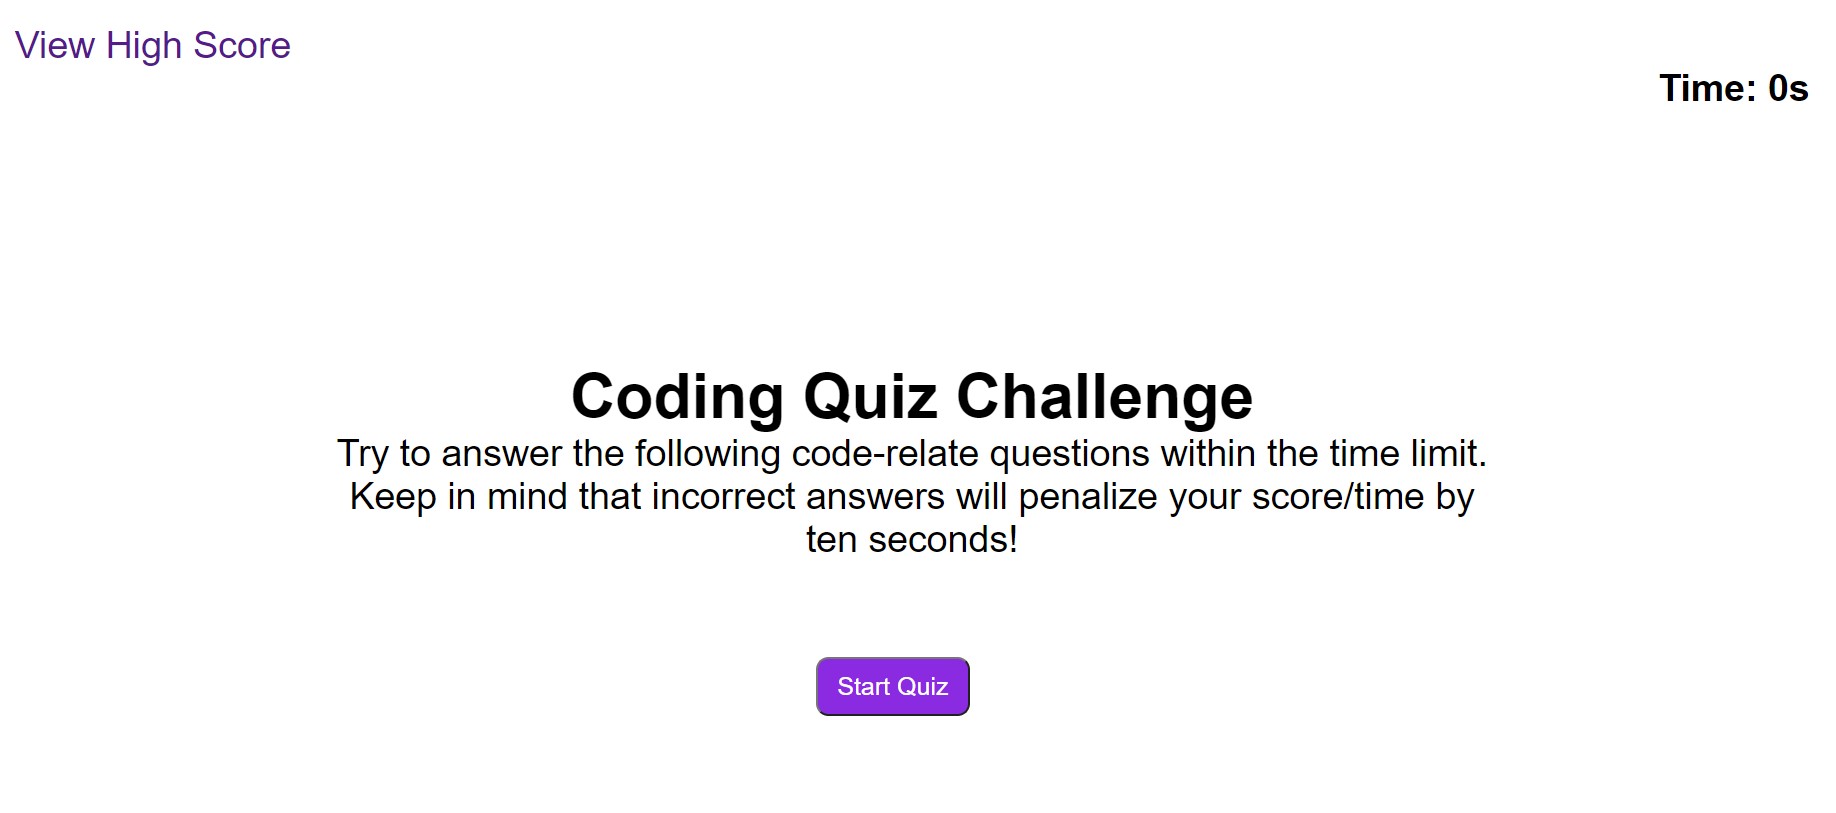 View High Score
Time: 0s
Coding Quiz Challenge
Try to answer the following code-relate questions within the time limit.
Keep in mind that incorrect answers will penalize your score/time by
ten seconds!
Start Quiz